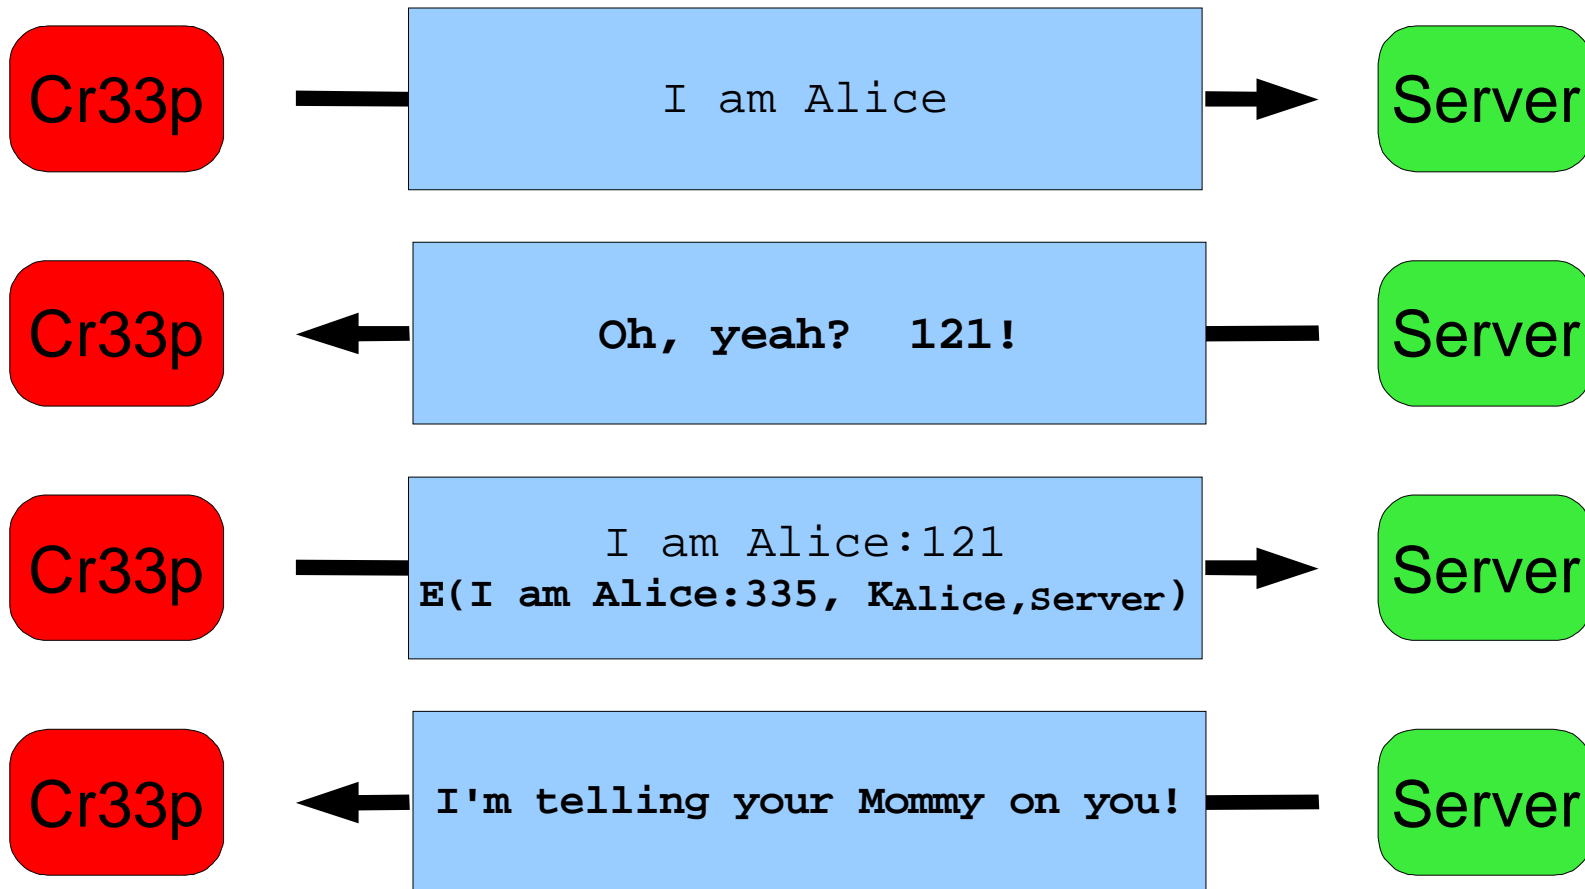 Cr33p I am Alice Server
Cr33p Oh, yeah? 121! Server
Cr33p I am Alice:121 Server
E(I am Alice:335, KAlice,Server)
Cr33p I'm telling your Mommy on you! Server